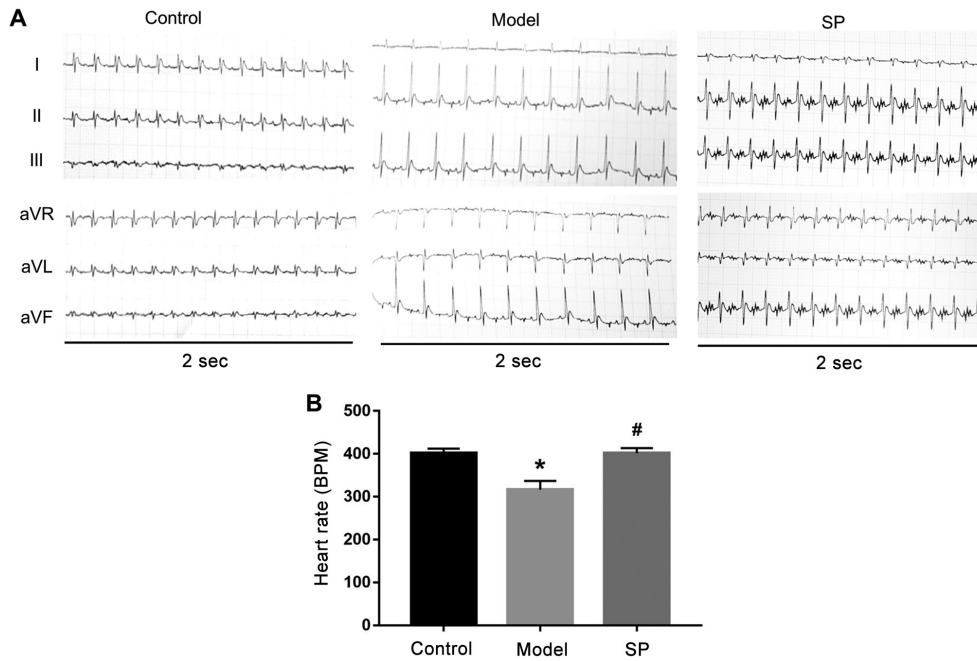 A
Control Model SP
I
II
III
aVR
aVL
aVF
2 sec 2 sec 2 sec
B
Heart rate (BPM)
500
400
300
200
100
0
*
#
Control Model SP